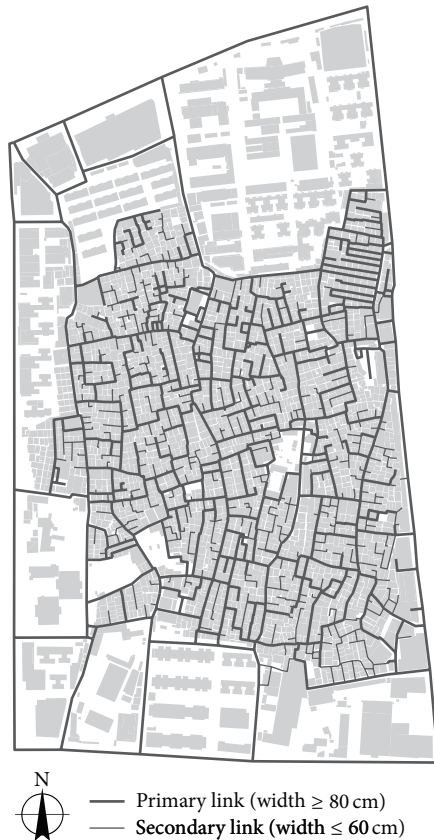 N
Primary link (width ≥ 80 cm)
Secondary link (width ≤ 60 cm)